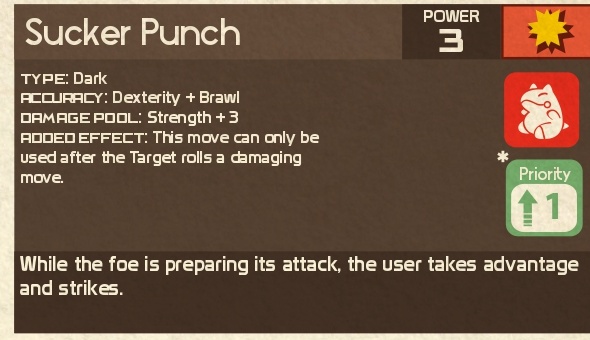 Sucker Punch
POWER
3
TYPE: Dark
ACCURACY: Dexterity + Brawl
DAMAGE POOL: Strength + 3
ADDED EFFECT: This move can only be
used after the Target rolls a damaging
move.
*
Priority
1
While the foe is preparing its attack, the user takes advantage
and strikes.